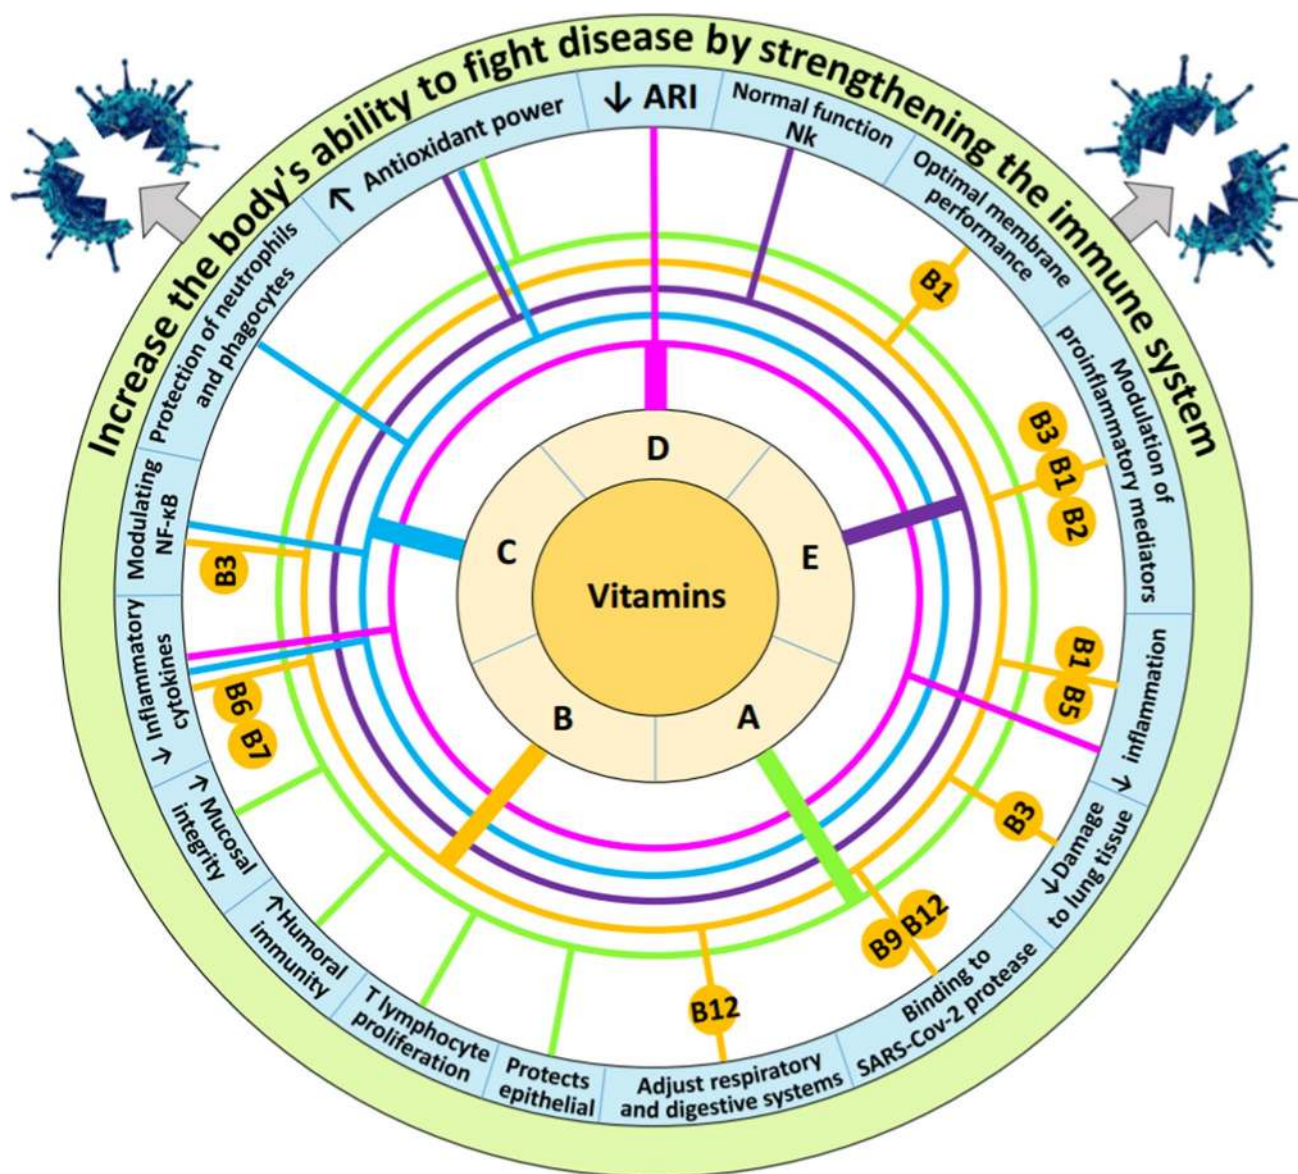 Increase the body's ability to fight disease by strengthening the immune system
↓ ARI
Normal function
Nk
Optimal membrane
performance
Modulation of
proinflammatory mediators
↓ inflammation
↓Damage
to lung tissue
Binding to
SARS-Cov-2 protease
Adjust respiratory
and digestive systems
Protects
epithelial
T lymphocyte
proliferation
↑Humoral
immunity
↑ Mucosal
integrity
↓ Inflammatory
cytokines
Modulating
NF-κB
Protection of neutrophils
and phagocytes
↑ Antioxidant power
B1
B3
B1
B2
B1
B5
B3
B12
B9
B12
B7
B6
B3
D
E
A
B
C
Vitamins